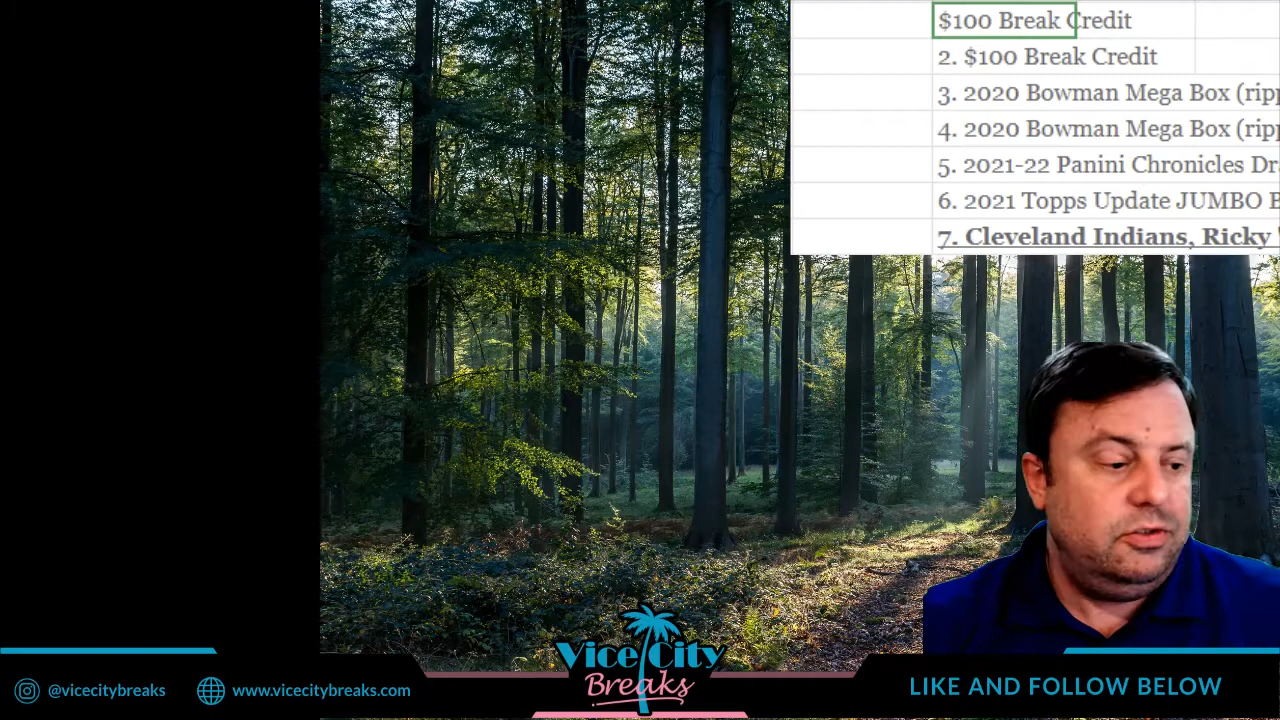 $100 Break Credit
2. $100 Break Credit
3. 2020 Bowman Mega Box
4. 2020 Bowman Mega Box
5. 2021-22 Panini Chronicles
6. 2021 Topps Update JUMBO
7. Cleveland Indians, Ricky
Vice City
Breaks
@vicecitybreaks
www.vicecitybreaks.com
LIKE AND FOLLOW BELOW